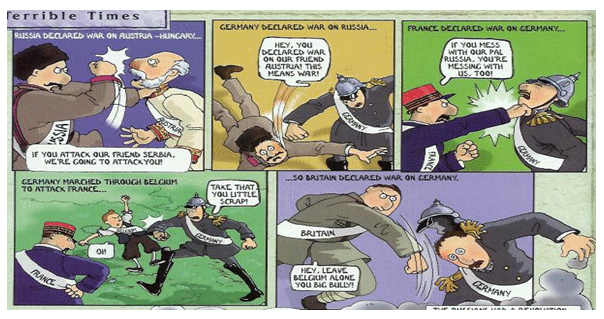 Terrible Times
RUSSIA DECLARED WAR ON AUSTRIA-HUNGARY...
IF YOU ATTACK OUR FRIEND SERBIA,
WE'RE GOING TO ATTACK YOU!
RUSSIA
AUSTRIA
GERMANY DECLARED WAR ON RUSSIA....
HEY, YOU
DECLARED WAR
ON OUR FRIEND
AUSTRIA! THIS
MEANS WAR!
GERMANY
FRANCE DECLARED WAR ON GERMANY....
IF YOU MESS
WITH OUR PAL
RUSSIA, YOU'RE
MESSING WITH
US, TOO!
FRANCE
GERMANY
GERMANY MARCHED THROUGH BELGIUM
TO ATTACK FRANCE....
TAKE THAT
YOU LITTLE
SCRAP!
OI!
GERMANY
FRANCE
...SO BRITAIN DECLARED WAR ON GERMANY.
BRITAIN
HEY, LEAVE
BELGIUM ALONE
YOU BIG BULLY!
GERMANY
THE RUSSIANS HAD A REVOLUTION